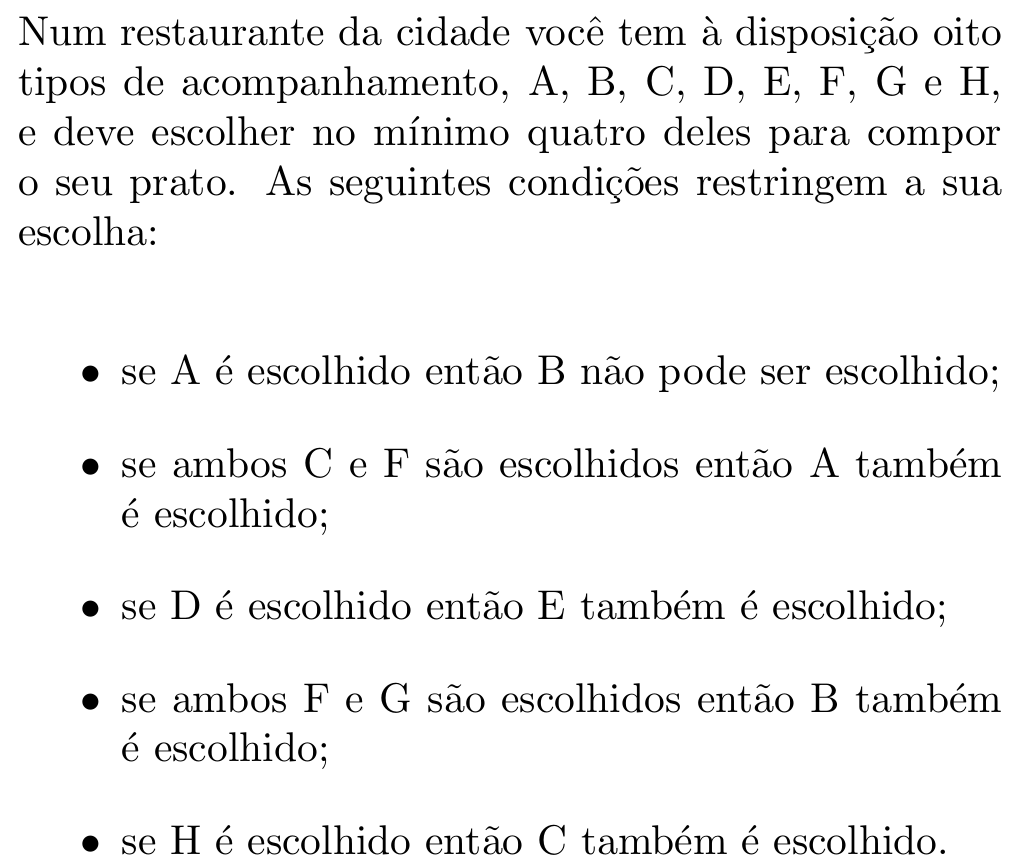 Num restaurante da cidade você tem à disposição oito
tipos de acompanhamento, A, B, C, D, E, F, G e H,
e deve escolher no mínimo quatro deles para compor
o seu prato. As seguintes condições restringem a sua
escolha:
• se A é escolhido então B não pode ser escolhido;
• se ambos C e F são escolhidos então A também
é escolhido;
• se D é escolhido então E também é escolhido;
• se ambos F e G são escolhidos então B também
é escolhido;
• se H é escolhido então C também é escolhido.